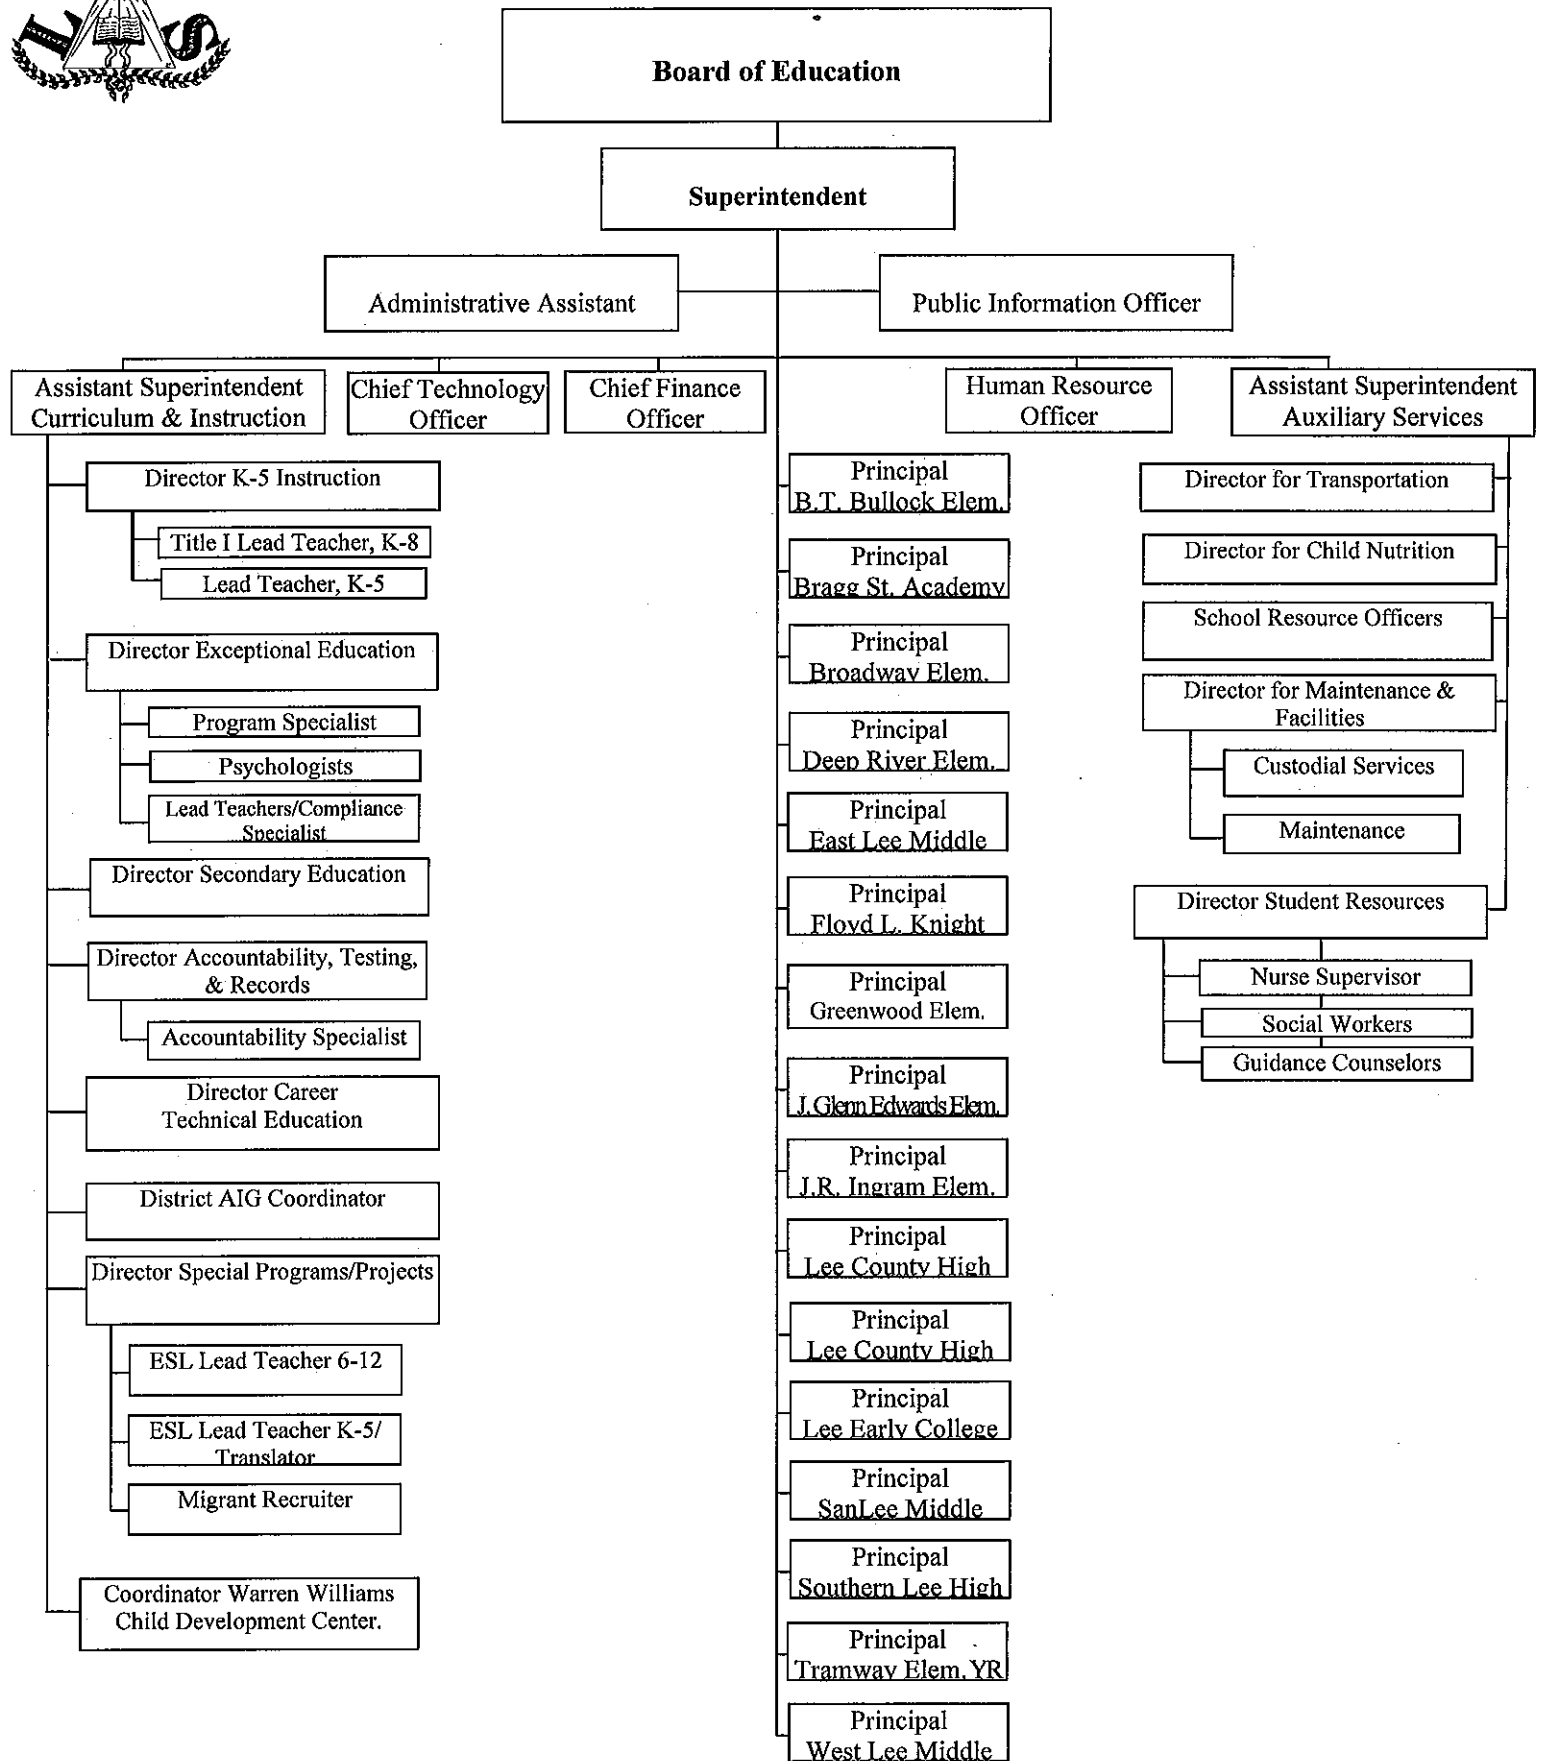 L S
Board of Education
Superintendent
Administrative Assistant
Public Information Officer
Assistant Superintendent
Curriculum & Instruction
Chief Technology
Officer
Chief Finance
Officer
Human Resource
Officer
Assistant Superintendent
Auxiliary Services
Director K-5 Instruction
Title I Lead Teacher, K-8
Lead Teacher, K-5
Director Exceptional Education
Program Specialist
Psychologists
Lead Teachers/Compliance
Specialist
Director Secondary Education
Director Accountability, Testing,
& Records
Accountability Specialist
Director Career
Technical Education
District AIG Coordinator
Director Special Programs/Projects
ESL Lead Teacher 6-12
ESL Lead Teacher K-5/
Translator
Migrant Recruiter
Coordinator Warren Williams
Child Development Center.
Principal
B.T. Bullock Elem.
Principal
Bragg St. Academy
Principal
Broadway Elem.
Principal
Deep River Elem.
Principal
East Lee Middle
Principal
Floyd L. Knight
Principal
Greenwood Elem.
Principal
J. Glenn Edwards Elem.
Principal
J.R. Ingram Elem.
Principal
Lee County High
Principal
Lee County High
Principal
Lee Early College
Principal
SanLee Middle
Principal
Southern Lee High
Principal
Tramway Elem. YR
Principal
West Lee Middle
Director for Transportation
Director for Child Nutrition
School Resource Officers
Director for Maintenance &
Facilities
Custodial Services
Maintenance
Director Student Resources
Nurse Supervisor
Social Workers
Guidance Counselors